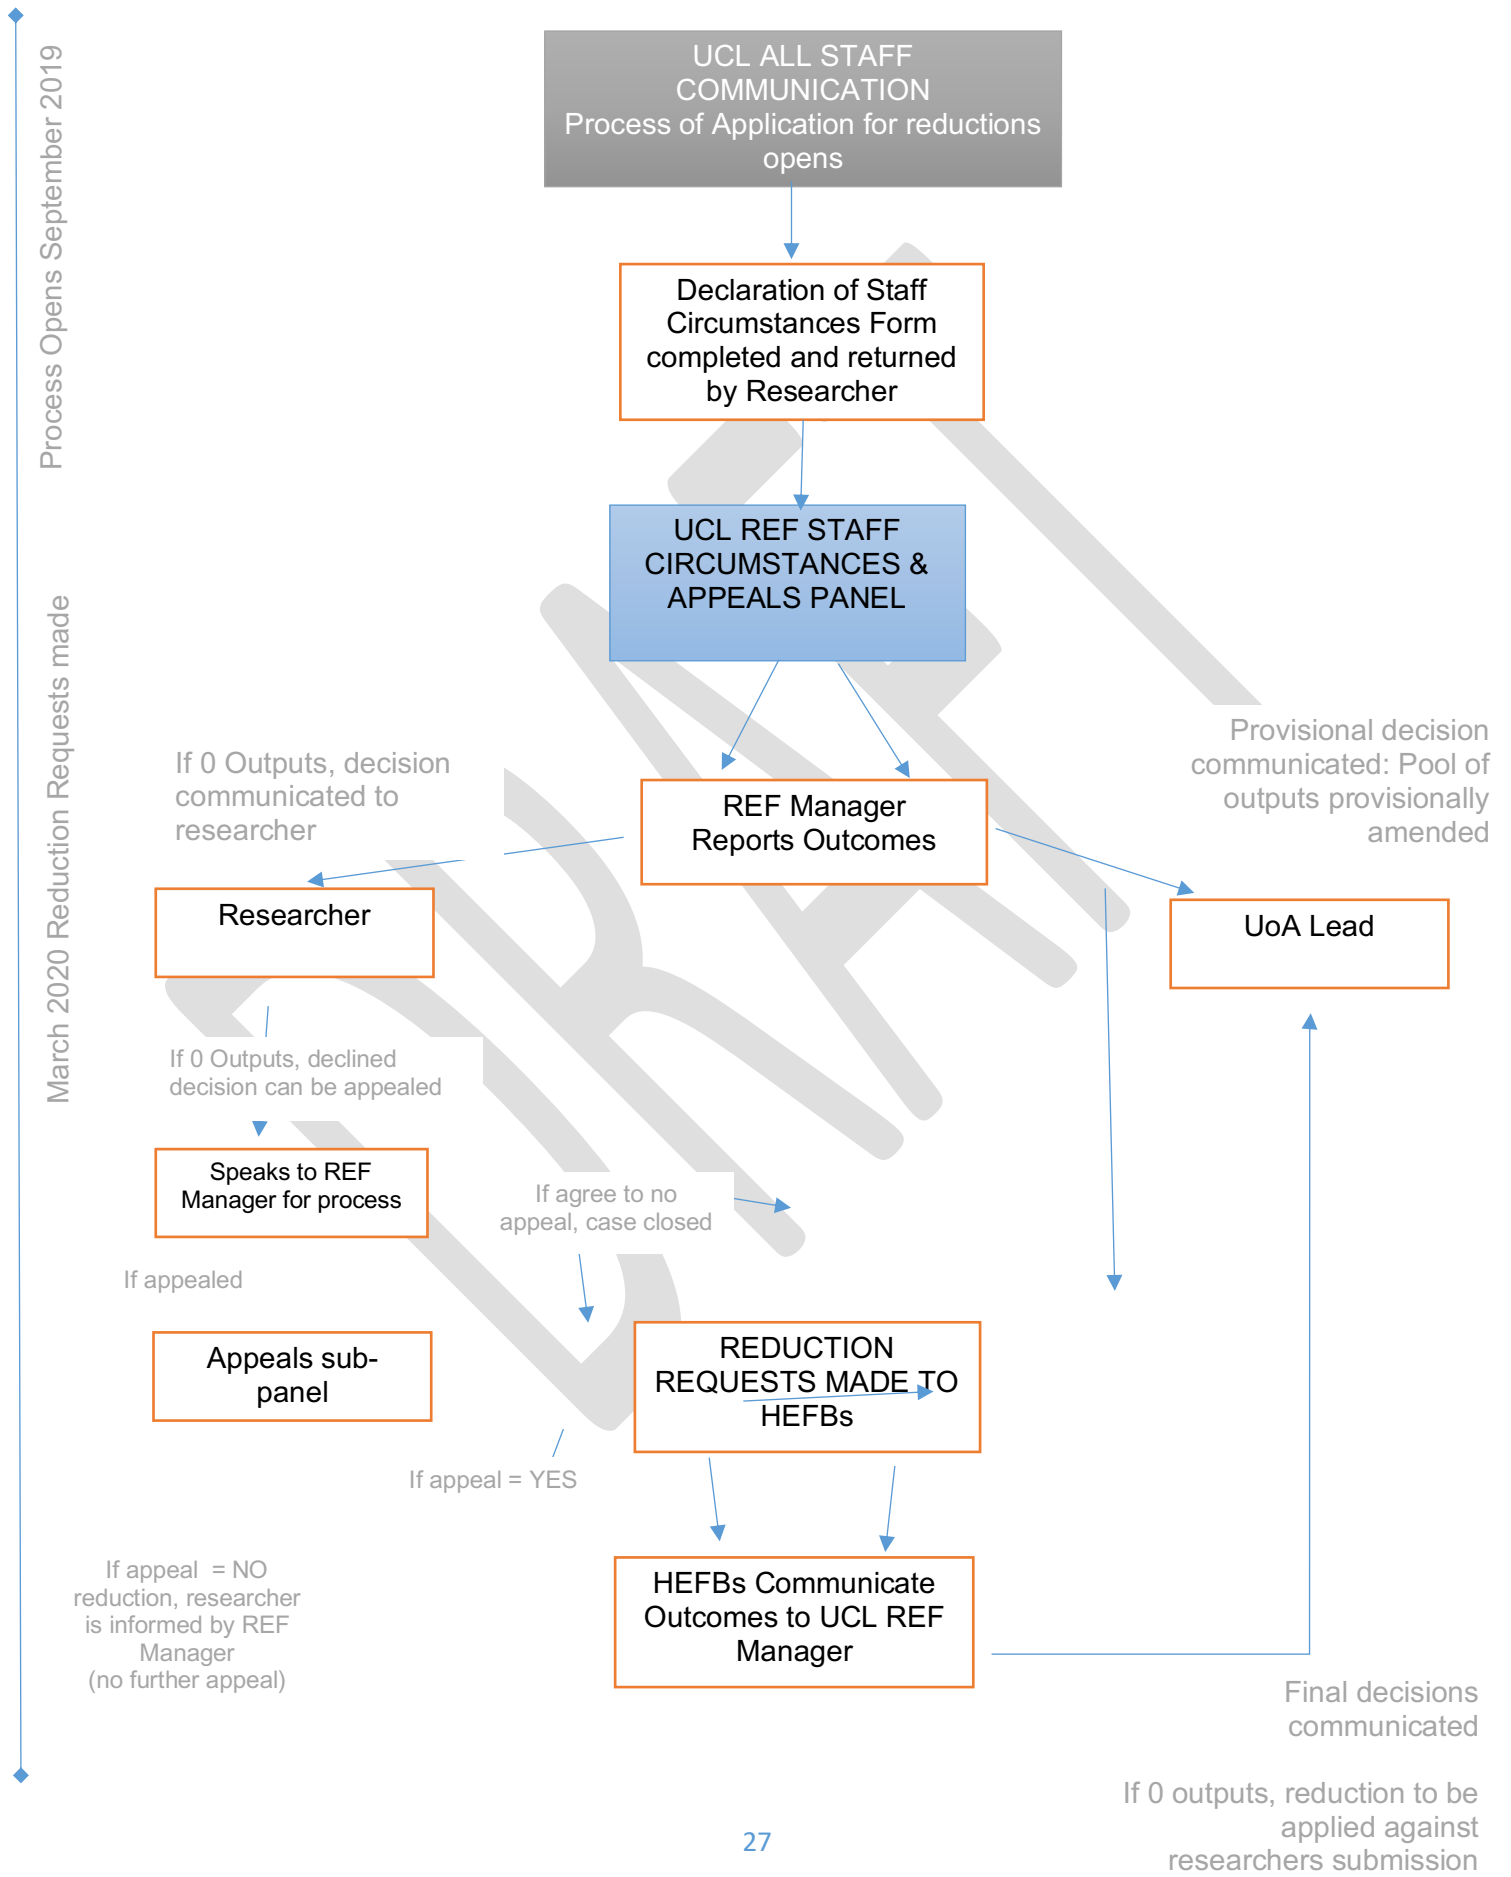 UCL ALL STAFF
COMMUNICATION
Process of Application for reductions
opens
Process Opens September 2019
Declaration of Staff
Circumstances Form
completed and returned
by Researcher
UCL REF STAFF
CIRCUMSTANCES &
APPEALS PANEL
March 2020 Reduction Requests made
If 0 Outputs, decision
communicated to
researcher
REF Manager
Reports Outcomes
Provisional decision
communicated: Pool of
outputs provisionally
amended
Researcher
UoA Lead
If 0 Outputs, declined
decision can be appealed
Speaks to REF
Manager for process
If agree to no
appeal, case closed
If appealed
Appeals sub-
panel
REDUCTION
REQUESTS MADE TO
HEFBs
If appeal = YES
If appeal  = NO
reduction, researcher
is informed by REF
Manager
(no further appeal)
HEFBs Communicate
Outcomes to UCL REF
Manager
Final decisions
communicated
If 0 outputs, reduction to be
applied against
researchers submission
27
DRAFT